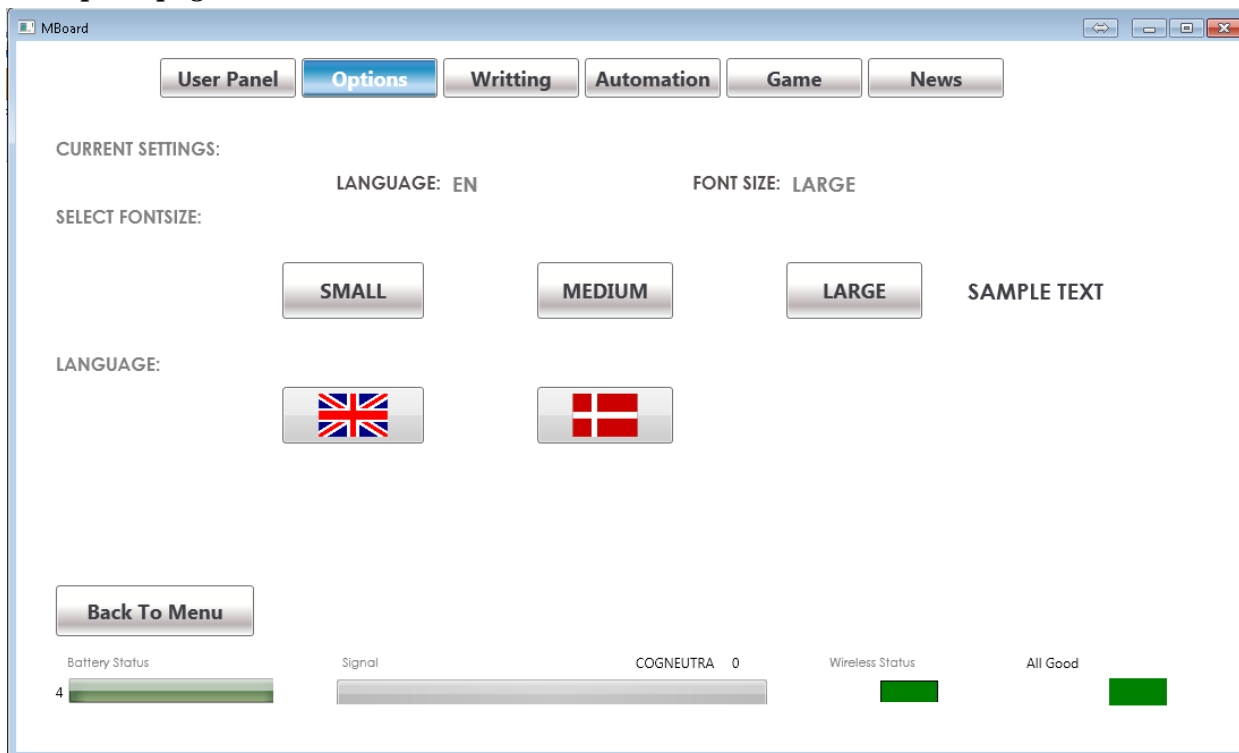 MBoard
User Panel Options Writting Automation Game News
CURRENT SETTINGS:
LANGUAGE: EN FONT SIZE: LARGE
SELECT FONTSIZE:
SMALL MEDIUM LARGE SAMPLE TEXT
LANGUAGE:
Back To Menu
Battery Status Signal COGNEUTRA 0 Wireless Status All Good
4